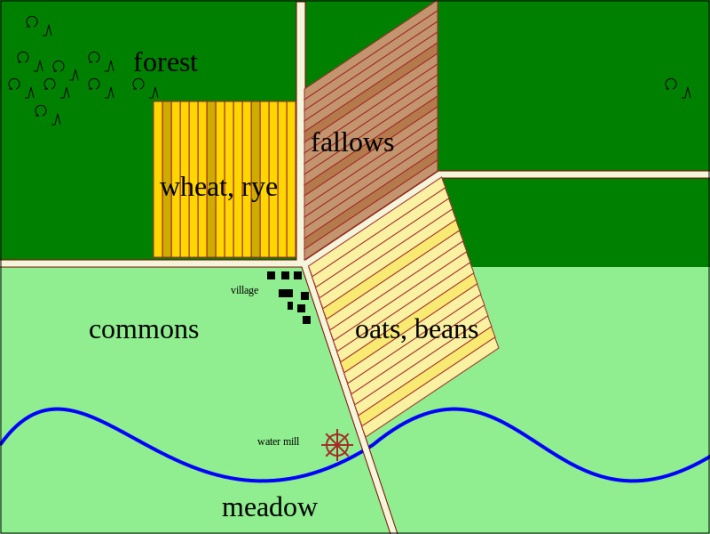 forest
fallows
wheat, rye
village
commons
oats, beans
water mill
meadow